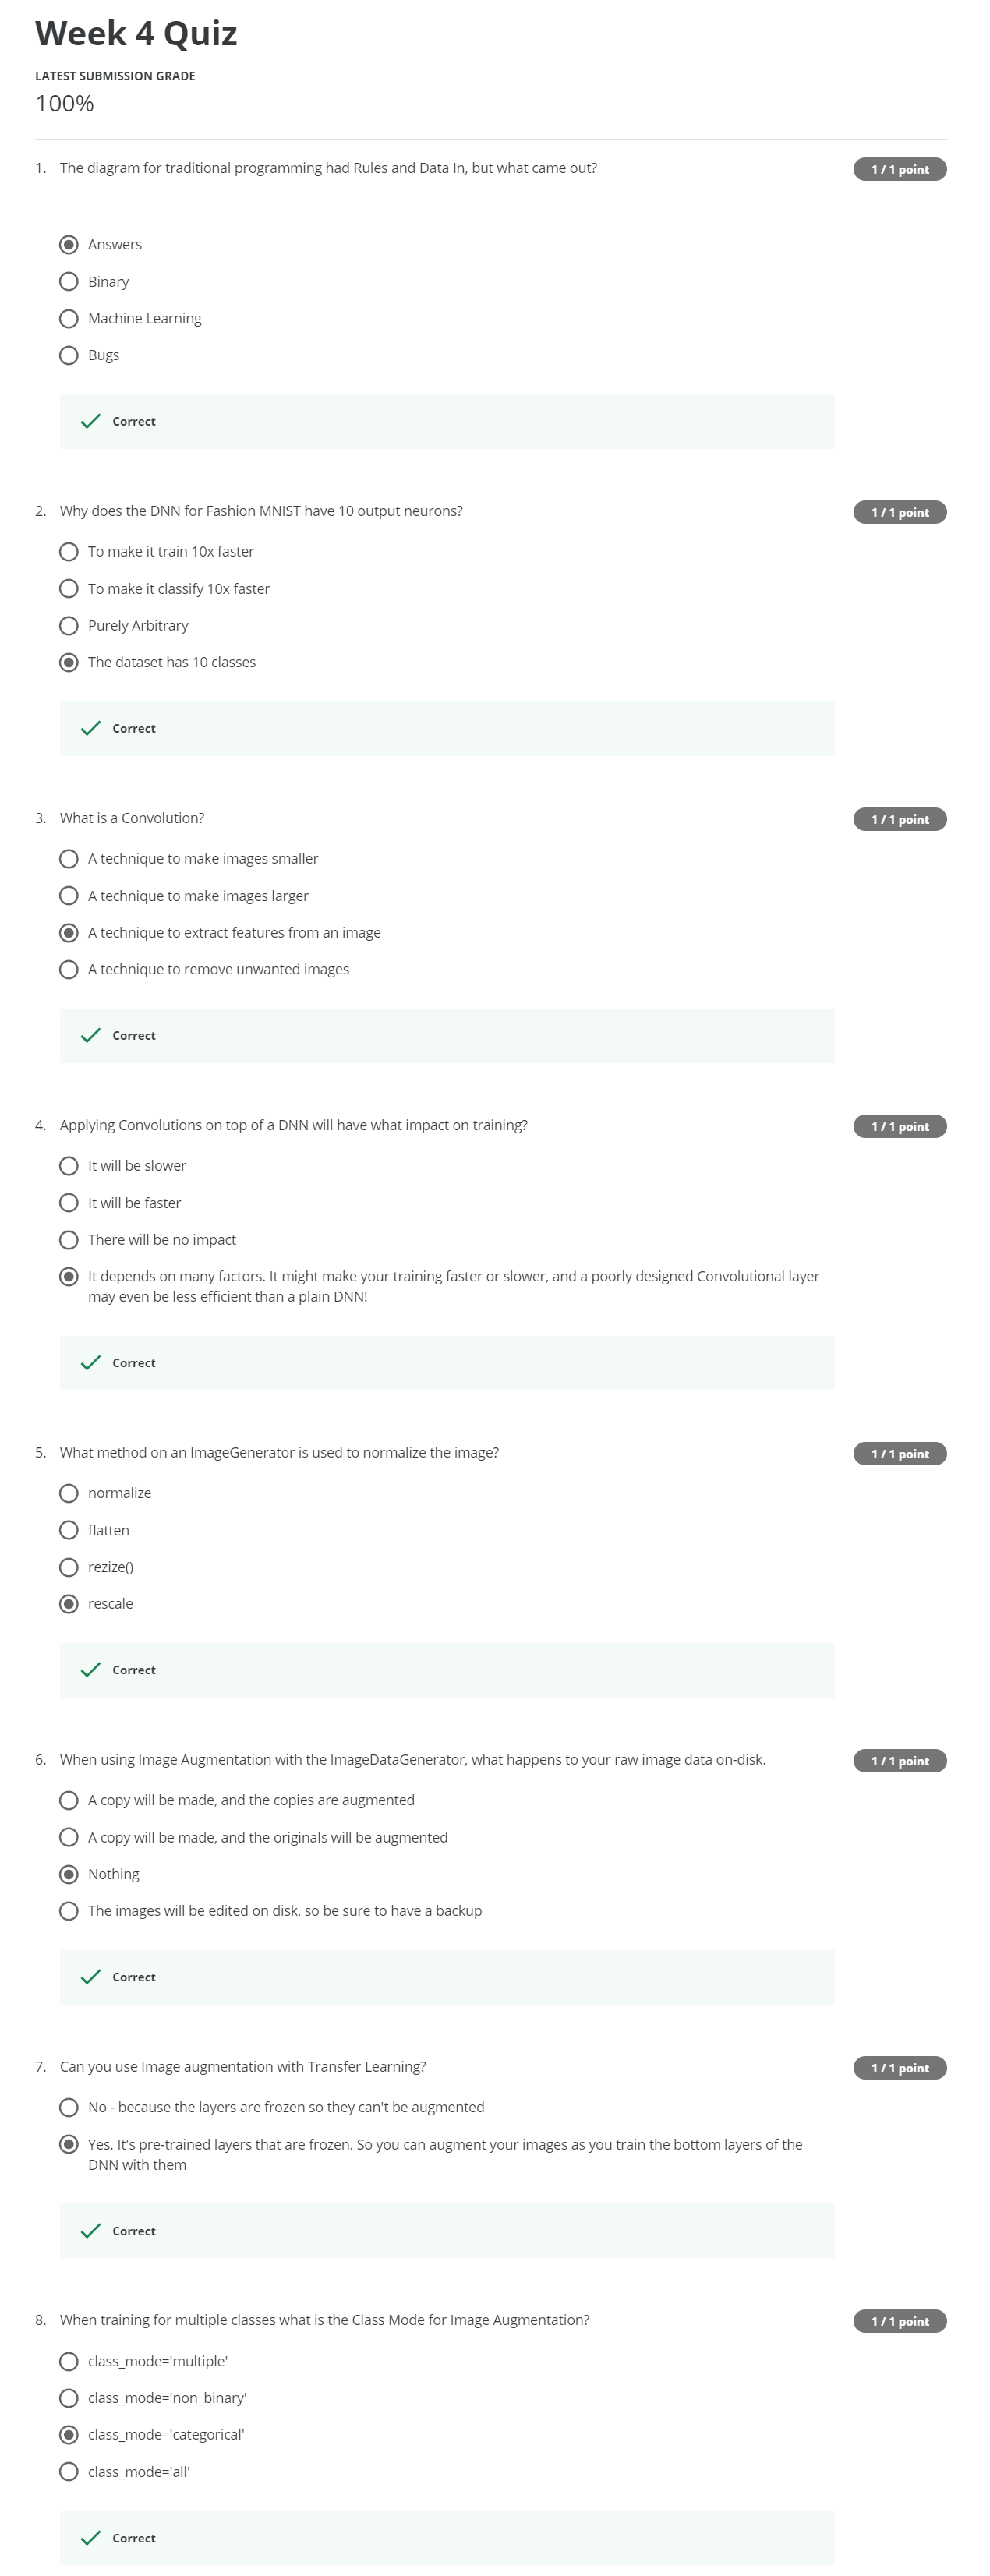 Week 4 Quiz
LATEST SUBMISSION GRADE
100%
1. The diagram for traditional programming had Rules and Data In, but what came out?
1 / 1 point
Answers
Binary
Machine Learning
Bugs
Correct
2. Why does the DNN for Fashion MNIST have 10 output neurons?
1 / 1 point
To make it train 10x faster
To make it classify 10x faster
Purely Arbitrary
The dataset has 10 classes
Correct
3. What is a Convolution?
1 / 1 point
A technique to make images smaller
A technique to make images larger
A technique to extract features from an image
A technique to remove unwanted images
Correct
4. Applying Convolutions on top of a DNN will have what impact on training?
1 / 1 point
It will be slower
It will be faster
There will be no impact
It depends on many factors. It might make your training faster or slower, and a poorly designed Convolutional layer
may even be less efficient than a plain DNN!
Correct
5. What method on an ImageGenerator is used to normalize the image?
1 / 1 point
normalize
flatten
rezize()
rescale
Correct
6. When using Image Augmentation with the ImageDataGenerator, what happens to your raw image data on-disk.
1 / 1 point
A copy will be made, and the copies are augmented
A copy will be made, and the originals will be augmented
Nothing
The images will be edited on disk, so be sure to have a backup
Correct
7. Can you use Image augmentation with Transfer Learning?
1 / 1 point
No - because the layers are frozen so they can't be augmented
Yes. It's pre-trained layers that are frozen. So you can augment your images as you train the bottom layers of the
DNN with them
Correct
8. When training for multiple classes what is the Class Mode for Image Augmentation?
1 / 1 point
class_mode='multiple'
class_mode='non_binary'
class_mode='categorical'
class_mode='all'
Correct